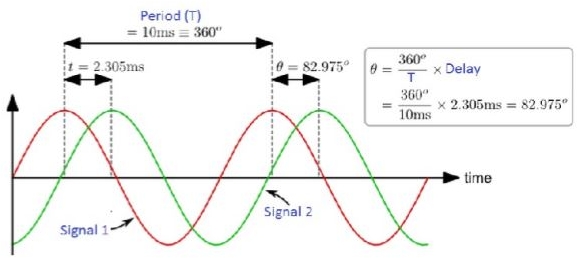 Period (T)
= 10ms ≡ 360°
t = 2.305ms
θ = 82.975°
θ = 360° / T × Delay
= 360° / 10ms × 2.305ms = 82.975°
time
Signal 1
Signal 2